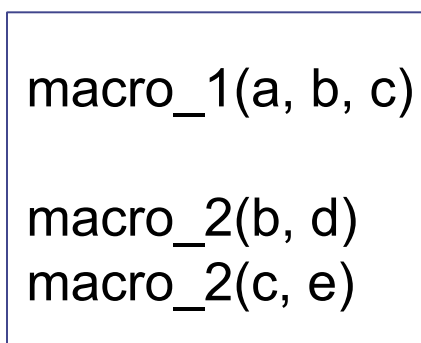 macro_1(a, b, c)
macro_2(b, d)
macro_2(c, e)